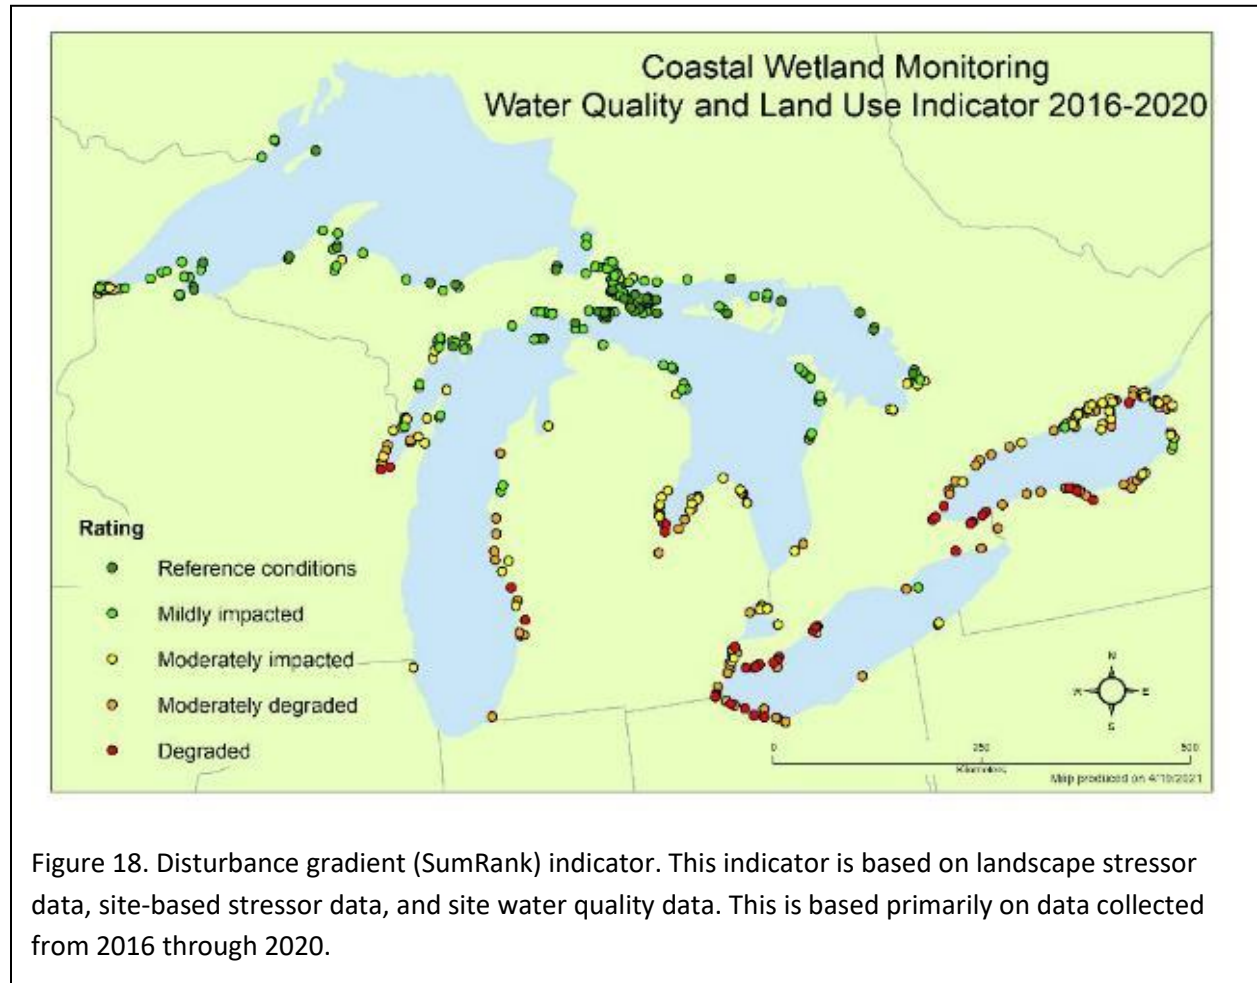 Coastal Wetland Monitoring
Water Quality and Land Use Indicator 2016-2020
Rating
Reference conditions
Mildly impacted
Moderately impacted
Moderately degraded
Degraded
N
W
E
S
0 250 500
Kilometers
Map produced on 4/19/2021
Figure 18. Disturbance gradient (SumRank) indicator. This indicator is based on landscape stressor
data, site-based stressor data, and site water quality data. This is based primarily on data collected
from 2016 through 2020.